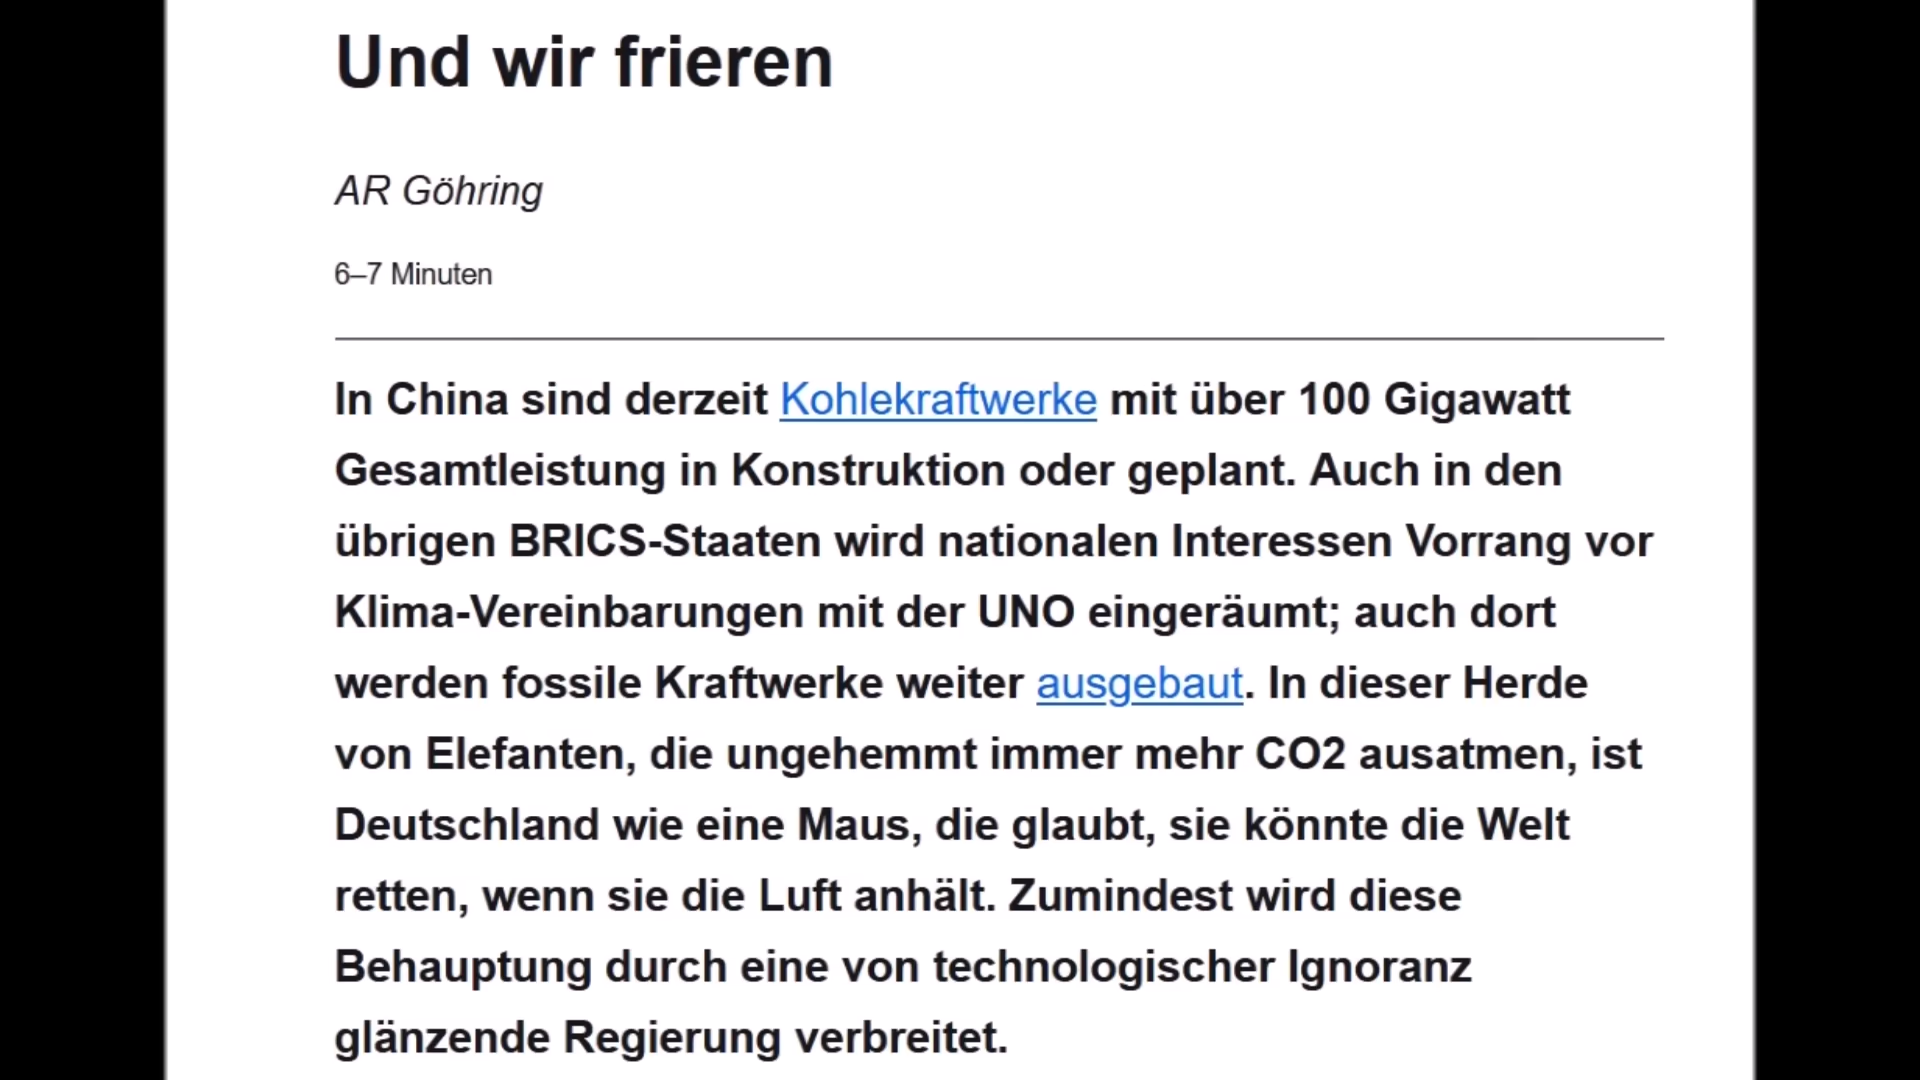 Und wir frieren
AR Göhring
6–7 Minuten
In China sind derzeit Kohlekraftwerke mit über 100 Gigawatt
Gesamtleistung in Konstruktion oder geplant. Auch in den
übrigen BRICS-Staaten wird nationalen Interessen Vorrang vor
Klima-Vereinbarungen mit der UNO eingeräumt; auch dort
werden fossile Kraftwerke weiter ausgebaut. In dieser Herde
von Elefanten, die ungehemmt immer mehr CO2 ausatmen, ist
Deutschland wie eine Maus, die glaubt, sie könnte die Welt
retten, wenn sie die Luft anhält. Zumindest wird diese
Behauptung durch eine von technologischer Ignoranz
glänzende Regierung verbreitet.